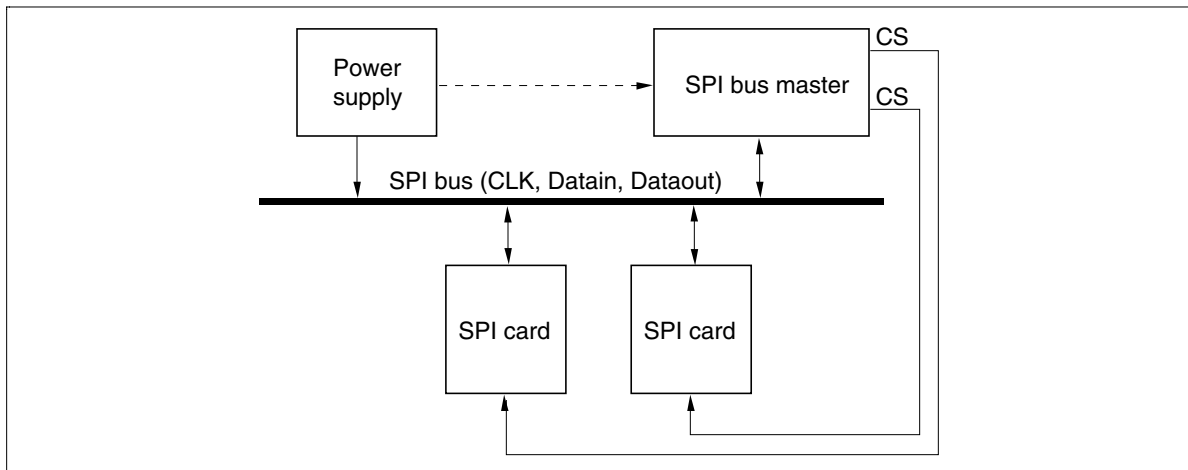 Power
supply
SPI bus master
CS
CS
SPI bus (CLK, Datain, Dataout)
SPI card
SPI card